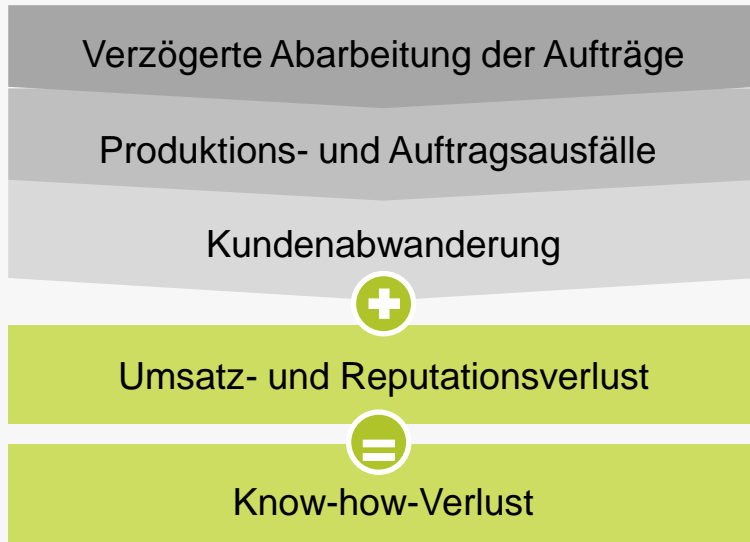 Verzögerte Abarbeitung der Aufträge
Produktions- und Auftragsausfälle
Kundenabwanderung
+
Umsatz- und Reputationsverlust
=
Know-how-Verlust